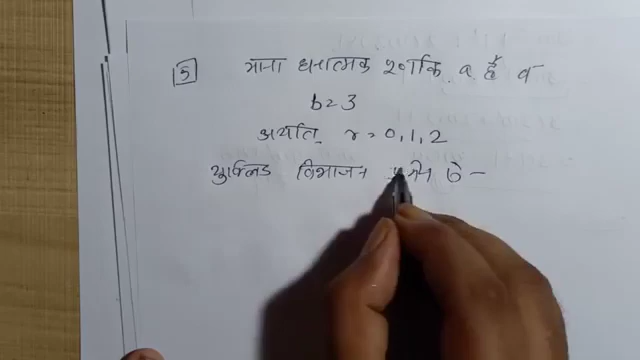 5 माना धनात्मक पूर्णांक a है व
b = 3
अर्थात् r = 0, 1, 2
युक्लिड विभाजन से -